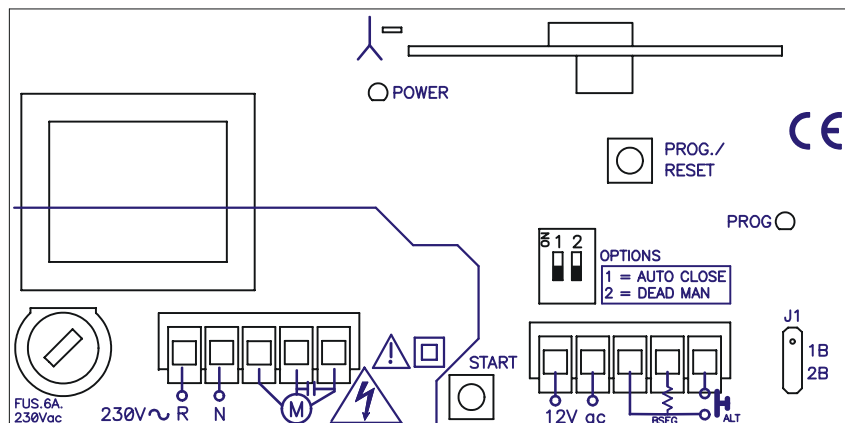 POWER
CE
PROG./
RESET
PROG
ON
1 2
OPTIONS
1 = AUTO CLOSE
2 = DEAD MAN
J1
1B
2B
START
FUS.6A.
230Vac
230V∿ R N
M
12V ac
RSEG
ALT